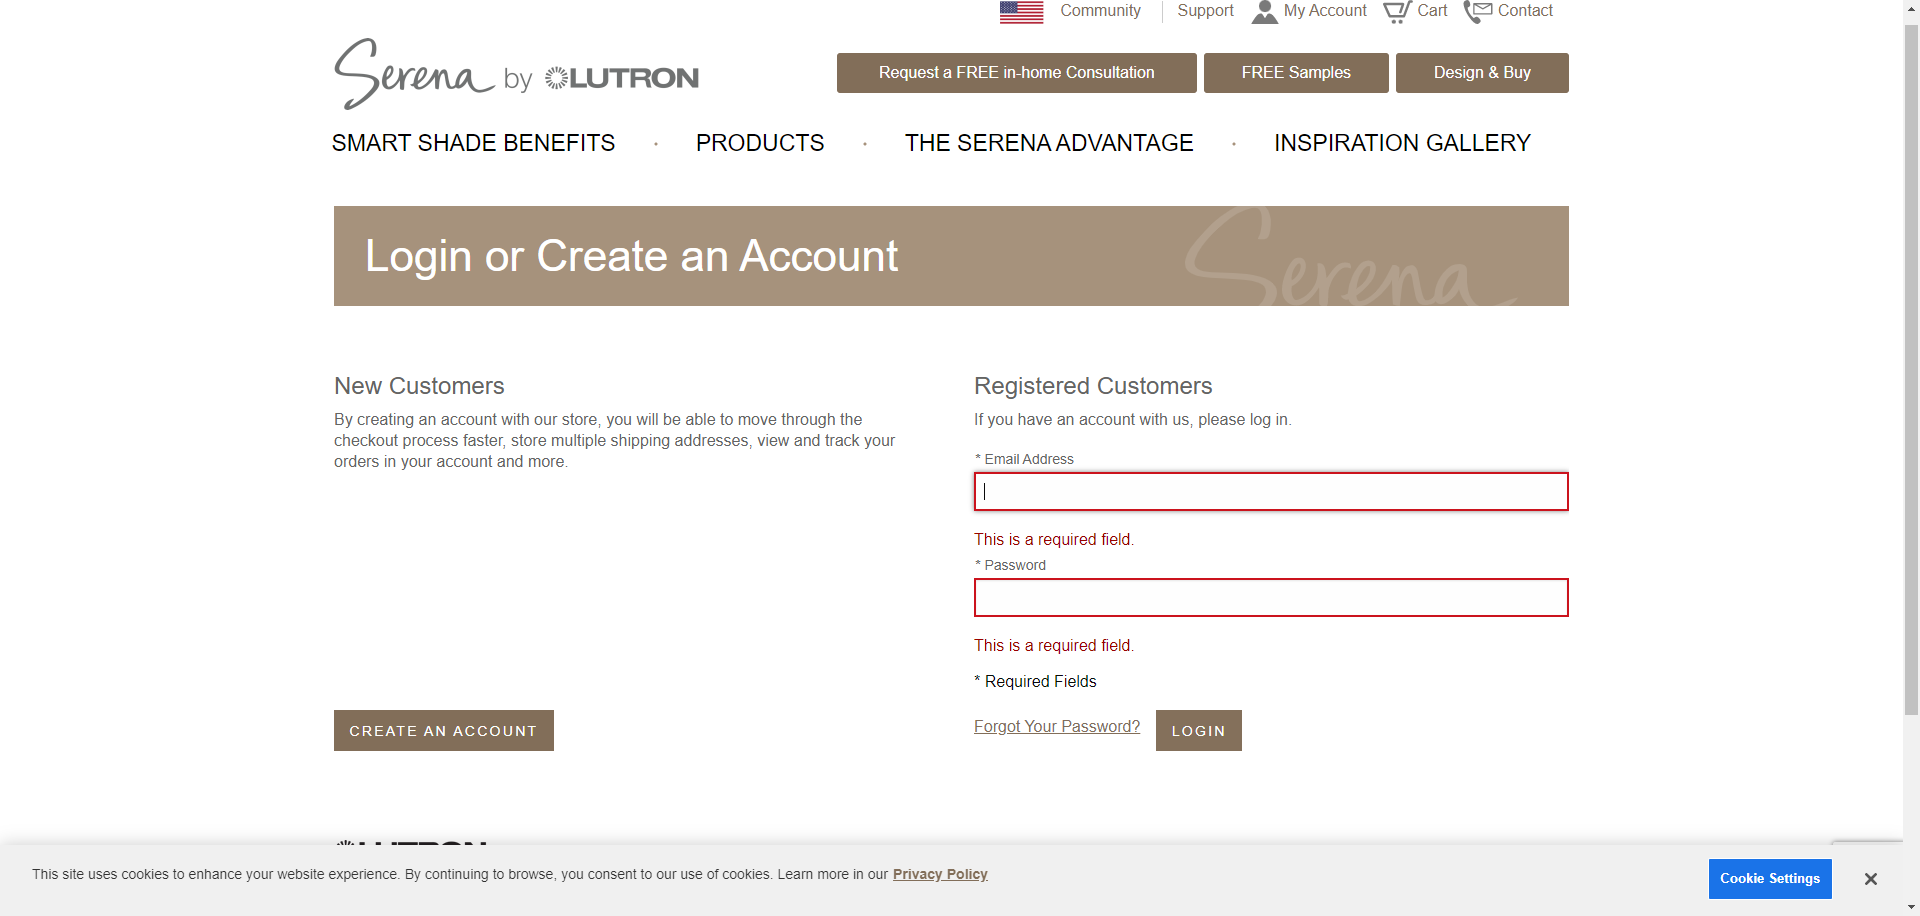 Community Support My Account Cart Contact
Serena by LUTRON
Request a FREE in-home Consultation FREE Samples Design & Buy
SMART SHADE BENEFITS · PRODUCTS · THE SERENA ADVANTAGE · INSPIRATION GALLERY
Login or Create an Account
Serena
New Customers
By creating an account with our store, you will be able to move through the
checkout process faster, store multiple shipping addresses, view and track your
orders in your account and more.
CREATE AN ACCOUNT
Registered Customers
If you have an account with us, please log in.
* Email Address
This is a required field.
* Password
This is a required field.
* Required Fields
Forgot Your Password? LOGIN
LUTRON
This site uses cookies to enhance your website experience. By continuing to browse, you consent to our use of cookies. Learn more in our Privacy Policy
Cookie Settings